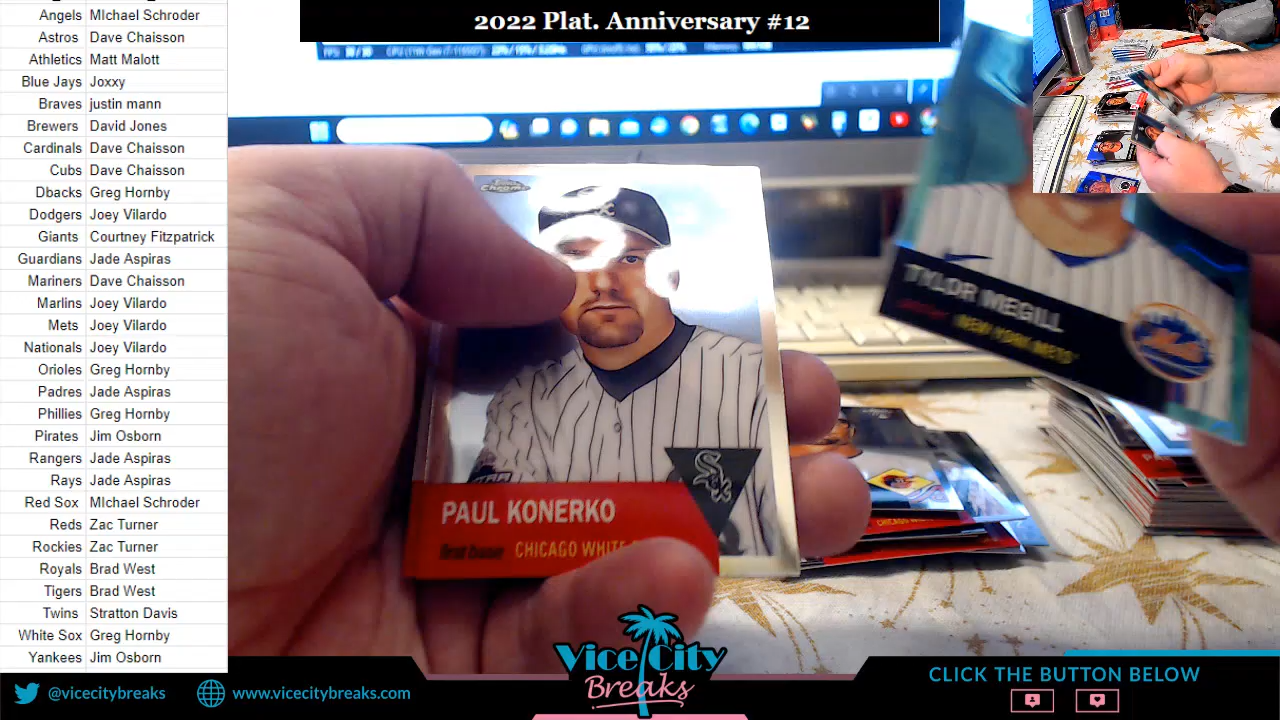 2022 Plat. Anniversary #12
Angels MIchael Schroder
Astros Dave Chaisson
Athletics Matt Malott
Blue Jays Joxxy
Braves justin mann
Brewers David Jones
Cardinals Dave Chaisson
Cubs Dave Chaisson
Dbacks Greg Hornby
Dodgers Joey Vilardo
Giants Courtney Fitzpatrick
Guardians Jade Aspiras
Mariners Dave Chaisson
Marlins Joey Vilardo
Mets Joey Vilardo
Nationals Joey Vilardo
Orioles Greg Hornby
Padres Jade Aspiras
Phillies Greg Hornby
Pirates Jim Osborn
Rangers Jade Aspiras
Rays Jade Aspiras
Red Sox MIchael Schroder
Reds Zac Turner
Rockies Zac Turner
Royals Brad West
Tigers Brad West
Twins Stratton Davis
White Sox Greg Hornby
Yankees Jim Osborn
Chrome
TYLOR MEGILL
NEW YORK METS
Sox
PAUL KONERKO
CHICAGO WHITE
CHICAGO WHITE
Vice City
Breaks
@vicecitybreaks
www.vicecitybreaks.com
CLICK THE BUTTON BELOW